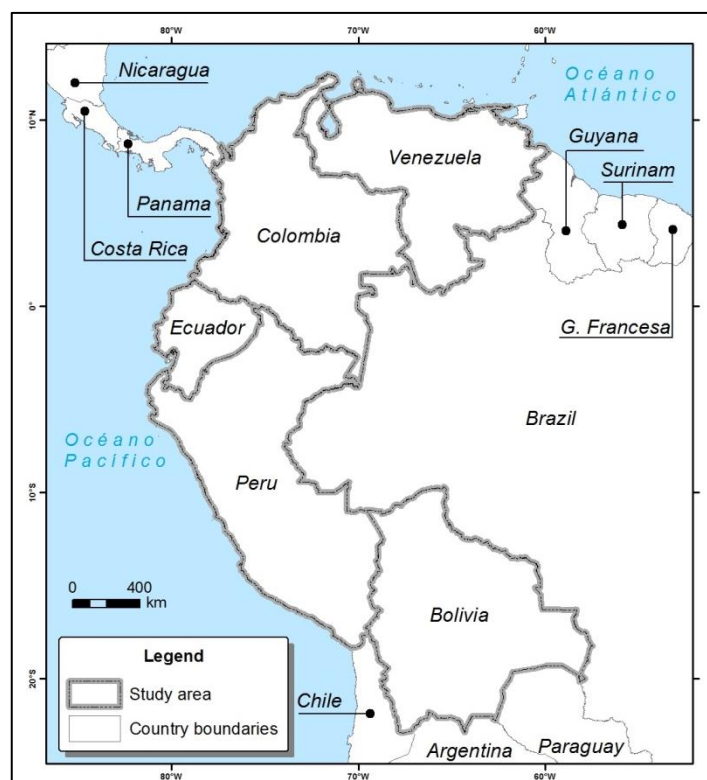 80°W 70°W 60°W
Nicaragua
Océano
Atlántico
10°N
Guyana
Venezuela
Surinam
Panama
Colombia
Costa Rica
0°
Ecuador
G. Francesa
Brazil
Océano
Pacífico
Peru
10°S 10°S
0 400
km
Bolivia
Legend
Study area
Country boundaries
20°S 20°S
Chile
Argentina
Paraguay
80°W 70°W 60°W